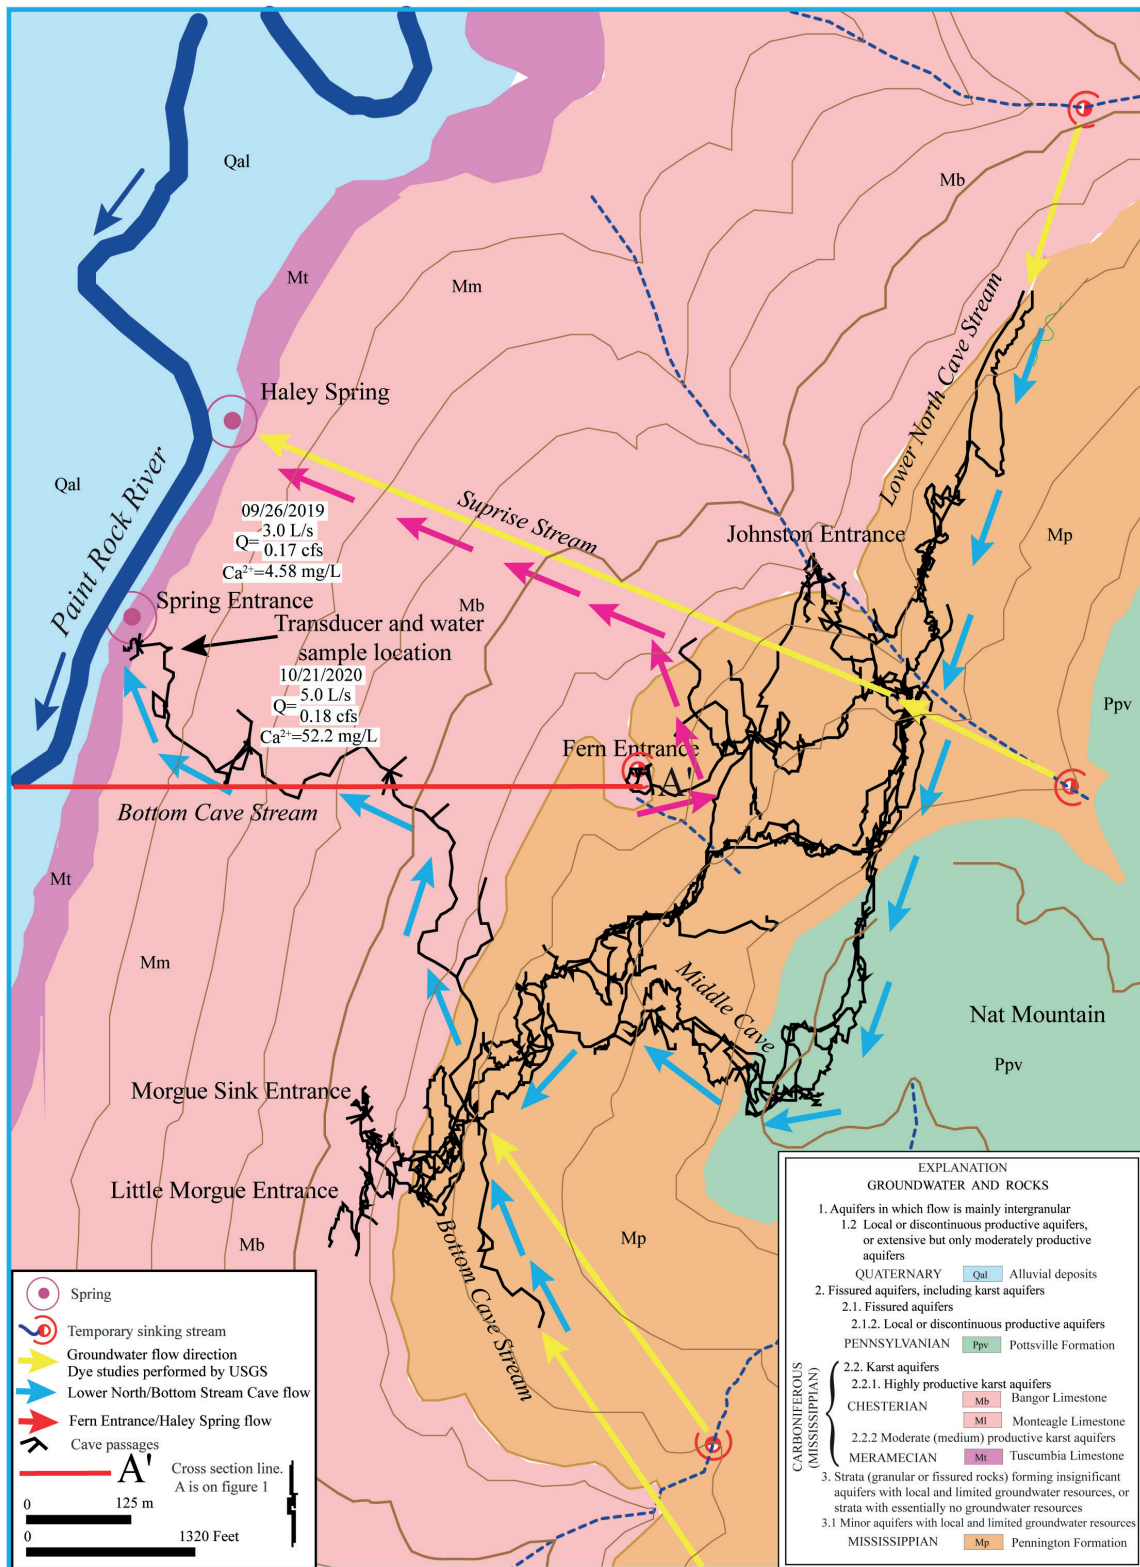 Qal
Mb
Mt
Mm
Lower North Cave Stream
Haley Spring
Qal
Paint Rock River
Suprise Stream
09/26/2019
Q=3.0 L/s
0.17 cfs
Ca²⁺=4.58 mg/L
Johnston Entrance
Mp
Mb
Spring Entrance
Transducer and water
sample location
10/21/2020
Q=5.0 L/s
0.18 cfs
Ca²⁺=52.2 mg/L
Ppv
Fern Entrance
A'
Bottom Cave Stream
Mt
Mm
Middle Cave
Nat Mountain
Ppv
Morgue Sink Entrance
Little Morgue Entrance
Mb
Mp
Bottom Cave Stream
Spring
Temporary sinking stream
Groundwater flow direction
Dye studies performed by USGS
Lower North/Bottom Stream Cave flow
Fern Entrance/Haley Spring flow
Cave passages
A'
Cross section line.
A is on figure 1
0 125 m
0 1320 Feet
EXPLANATION
GROUNDWATER AND ROCKS
1. Aquifers in which flow is mainly intergranular
1.2 Local or discontinuous productive aquifers,
or extensive but only moderately productive
aquifers
QUATERNARY Qal Alluvial deposits
2. Fissured aquifers, including karst aquifers
2.1. Fissured aquifers
2.1.2. Local or discontinuous productive aquifers
PENNSYLVANIAN Ppv Pottsville Formation
CARBONIFEROUS
(MISSISSIPPIAN)
2.2. Karst aquifers
2.2.1. Highly productive karst aquifers
CHESTERIAN Mb Bangor Limestone
Ml Monteagle Limestone
2.2.2 Moderate (medium) productive karst aquifers
MERAMECIAN Mt Tuscumbia Limestone
3. Strata (granular or fissured rocks) forming insignificant
aquifers with local and limited groundwater resources, or
strata with essentially no groundwater resources
3.1 Minor aquifers with local and limited groundwater resources
MISSISSIPPIAN Mp Pennington Formation